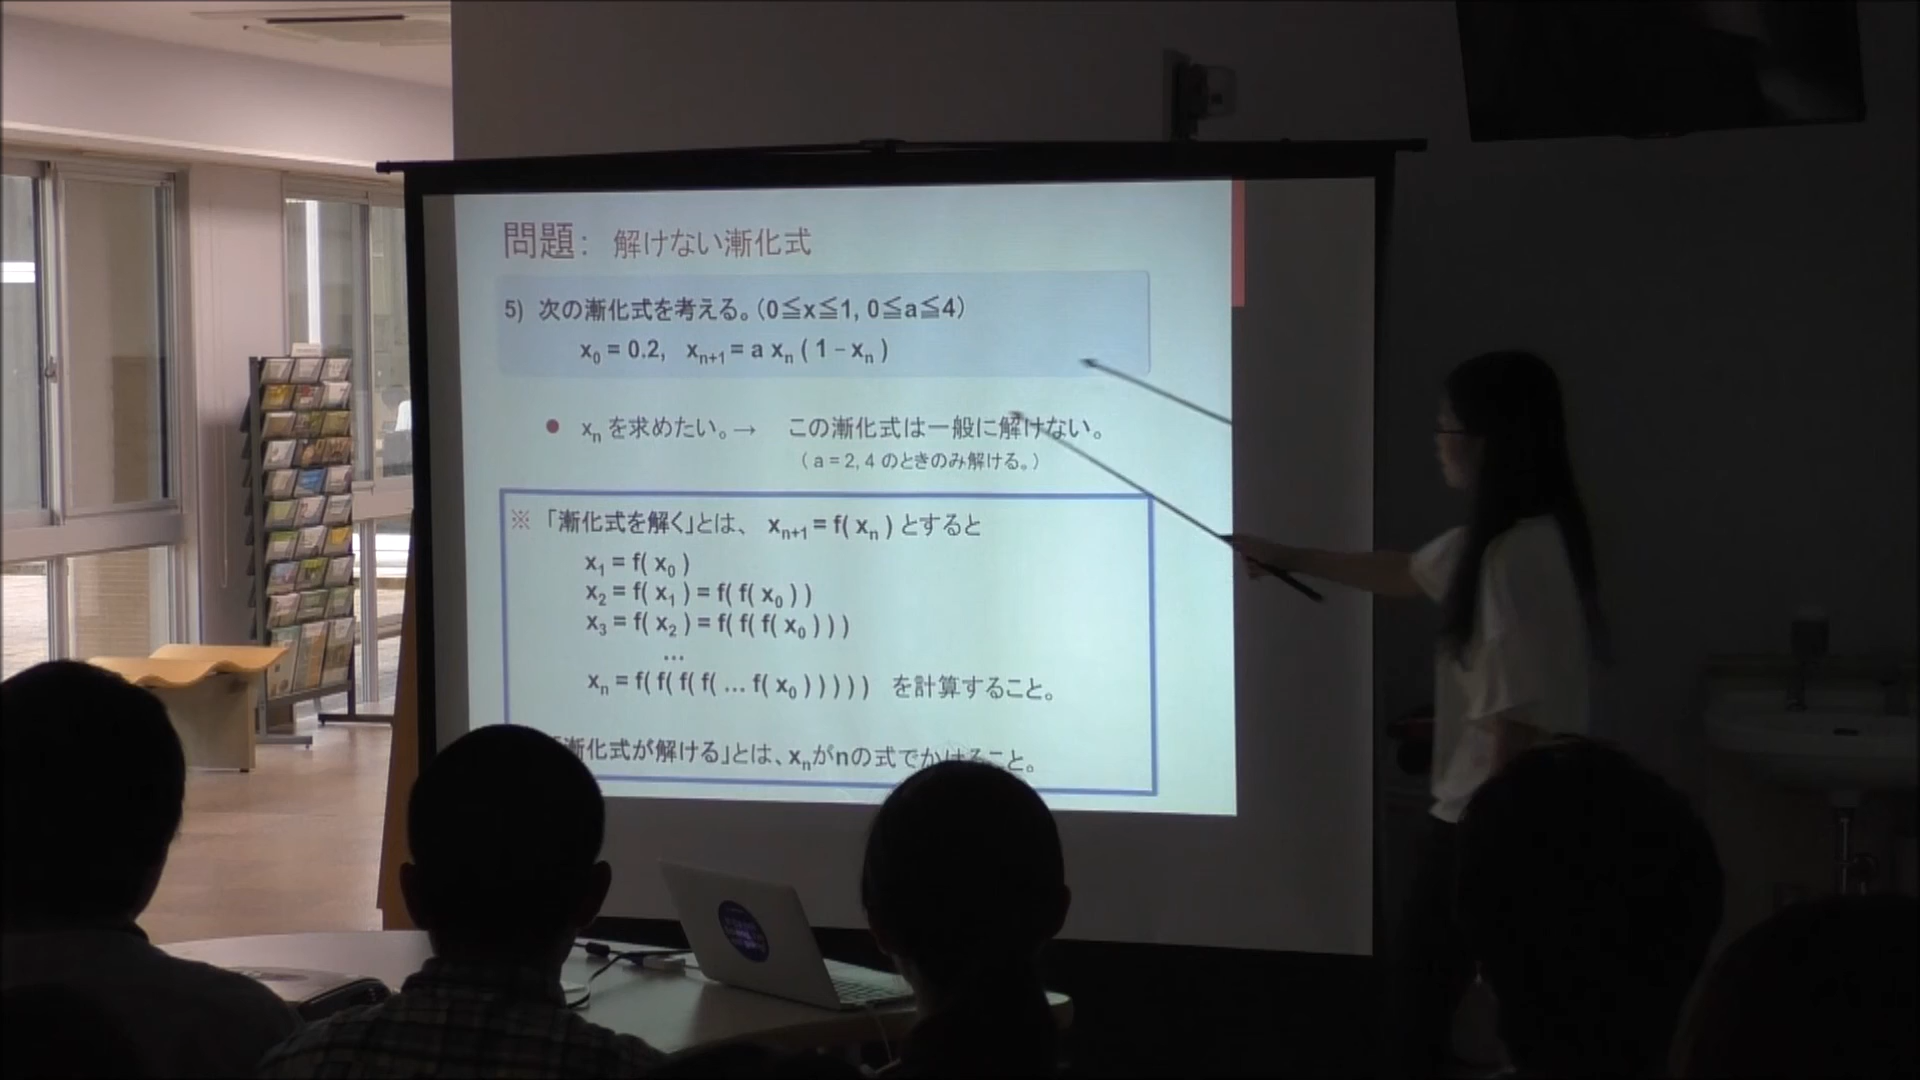 問題: 解けない漸化式
5) 次の漸化式を考える。(0≦x≦1, 0≦a≦4)
x₀ = 0.2, xₙ₊₁ = a xₙ ( 1 – xₙ )
● xₙ を求めたい。→ この漸化式は一般に解けない。
( a = 2, 4 のときのみ解ける。)
※ 「漸化式を解く」とは、 xₙ₊₁ = f( xₙ ) とすると
x₁ = f( x₀ )
x₂ = f( x₁ ) = f( f( x₀ ) )
x₃ = f( x₂ ) = f( f( f( x₀ ) ) )
...
xₙ = f( f( f( f( ... f( x₀ ) ) ) ) ) を計算すること。
「漸化式が解ける」とは、xₙがnの式でかけること。